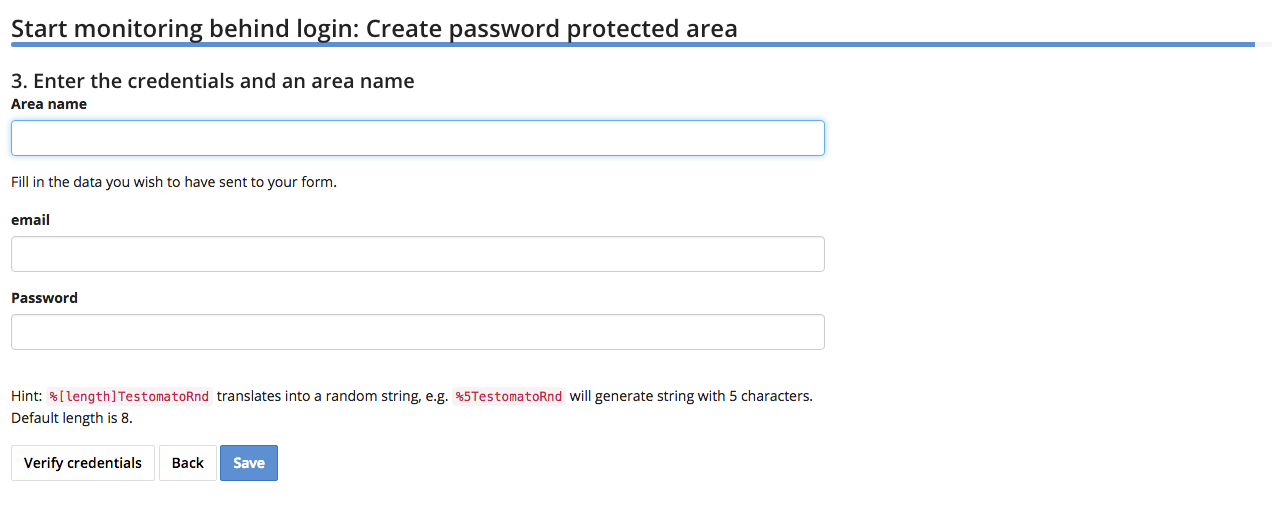 Start monitoring behind login: Create password protected area
3. Enter the credentials and an area name
Area name
Fill in the data you wish to have sent to your form.
email
Password
Hint: %[length]TestomatoRnd translates into a random string, e.g. %5TestomatoRnd will generate string with 5 characters.
Default length is 8.
Verify credentials Back Save